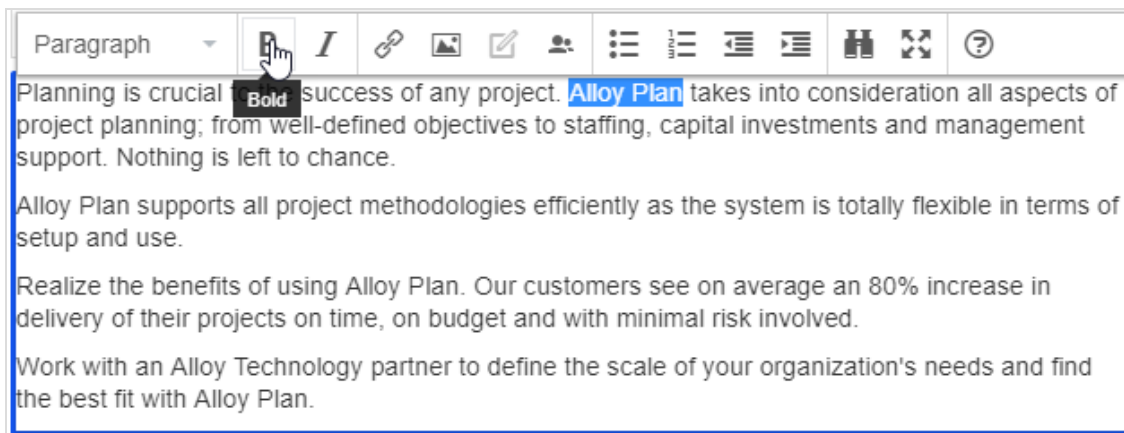 Paragraph B I
Planning is crucial the success of any project. Alloy Plan takes into consideration all aspects of
Bold
project planning; from well-defined objectives to staffing, capital investments and management
support. Nothing is left to chance.
Alloy Plan supports all project methodologies efficiently as the system is totally flexible in terms of
setup and use.
Realize the benefits of using Alloy Plan. Our customers see on average an 80% increase in
delivery of their projects on time, on budget and with minimal risk involved.
Work with an Alloy Technology partner to define the scale of your organization's needs and find
the best fit with Alloy Plan.